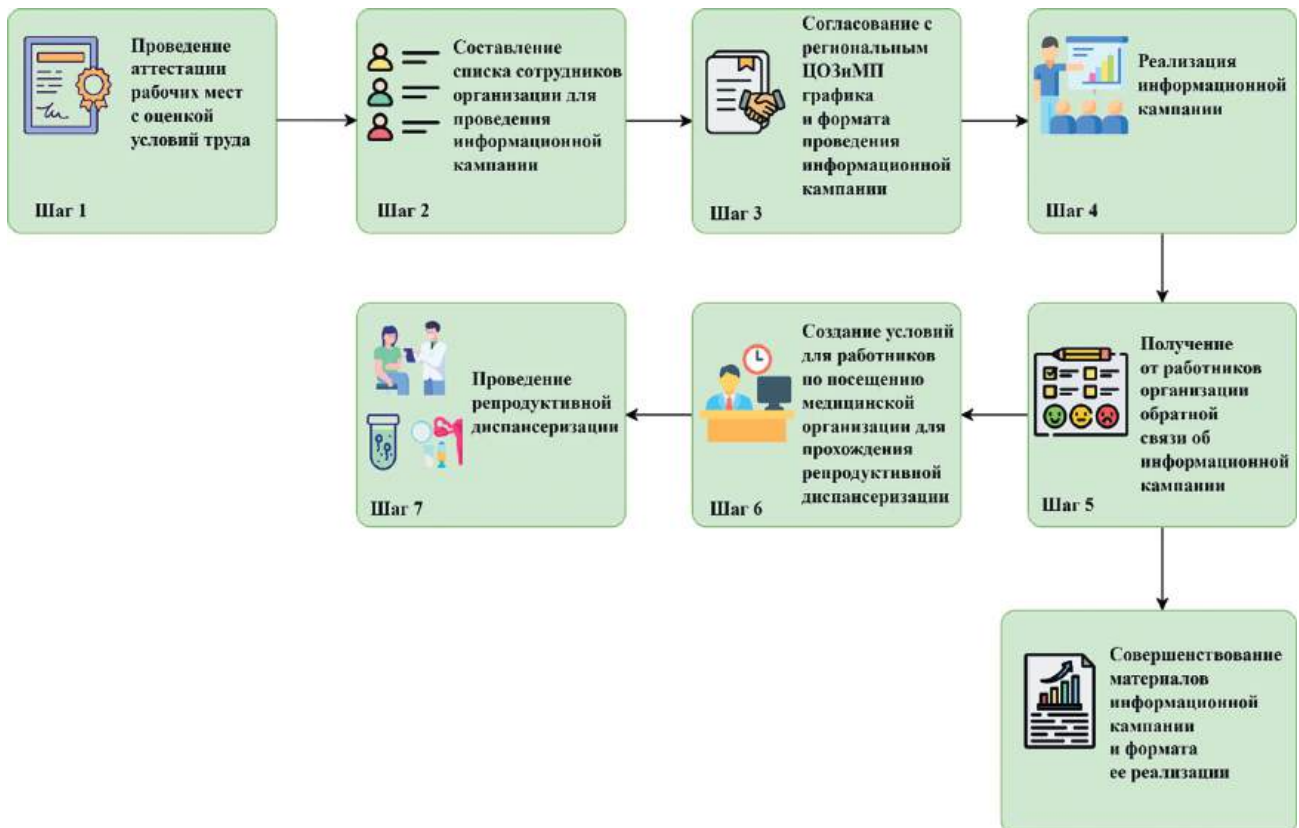 Проведение
аттестации
рабочих мест
с оценкой
условий труда
Шаг 1
Составление
списка сотрудников
организации для
проведения
информационной
кампании
Шаг 2
Согласование с
региональным
ЦОЗиМП
графика
и формата
проведения
информационной
кампании
Шаг 3
Реализация
информационной
кампании
Шаг 4
Получение
от работников
организации
обратной
связи об
информационной
кампании
Шаг 5
Создание условий
для работников
по посещению
медицинской
организации для
прохождения
репродуктивной
диспансеризации
Шаг 6
Проведение
репродуктивной
диспансеризации
Шаг 7
Совершенствование
материалов
информационной
кампании
и формата
ее реализации